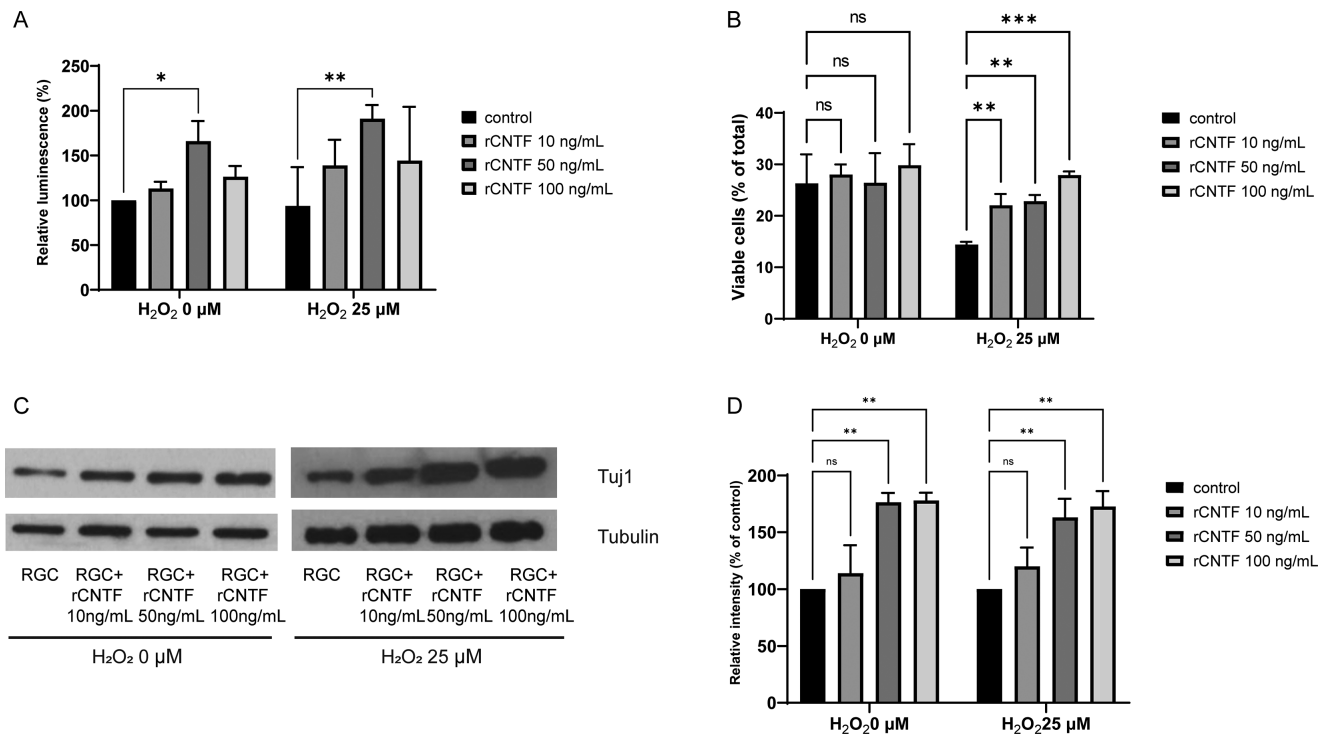 A
Relative luminescence (%)
250
200
150
100
50
0
*
**
H₂O₂ 0 µM
H₂O₂ 25 µM
control
rCNTF 10 ng/mL
rCNTF 50 ng/mL
rCNTF 100 ng/mL
B
Viable cells (% of total)
40
30
20
10
0
ns
ns
ns
***
**
**
H₂O₂ 0 µM
H₂O₂ 25 µM
control
rCNTF 10 ng/mL
rCNTF 50 ng/mL
rCNTF 100 ng/mL
C
Tuj1
Tubulin
RGC
RGC+
rCNTF
10ng/mL
RGC+
rCNTF
50ng/mL
RGC+
rCNTF
100ng/mL
H₂O₂ 0 µM
RGC
RGC+
rCNTF
10ng/mL
RGC+
rCNTF
50ng/mL
RGC+
rCNTF
100ng/mL
H₂O₂ 25 µM
D
Relative intensity (% of control)
200
150
100
50
0
**
**
ns
**
**
ns
H₂O₂0 µM
H₂O₂25 µM
control
rCNTF 10 ng/mL
rCNTF 50 ng/mL
rCNTF 100 ng/mL